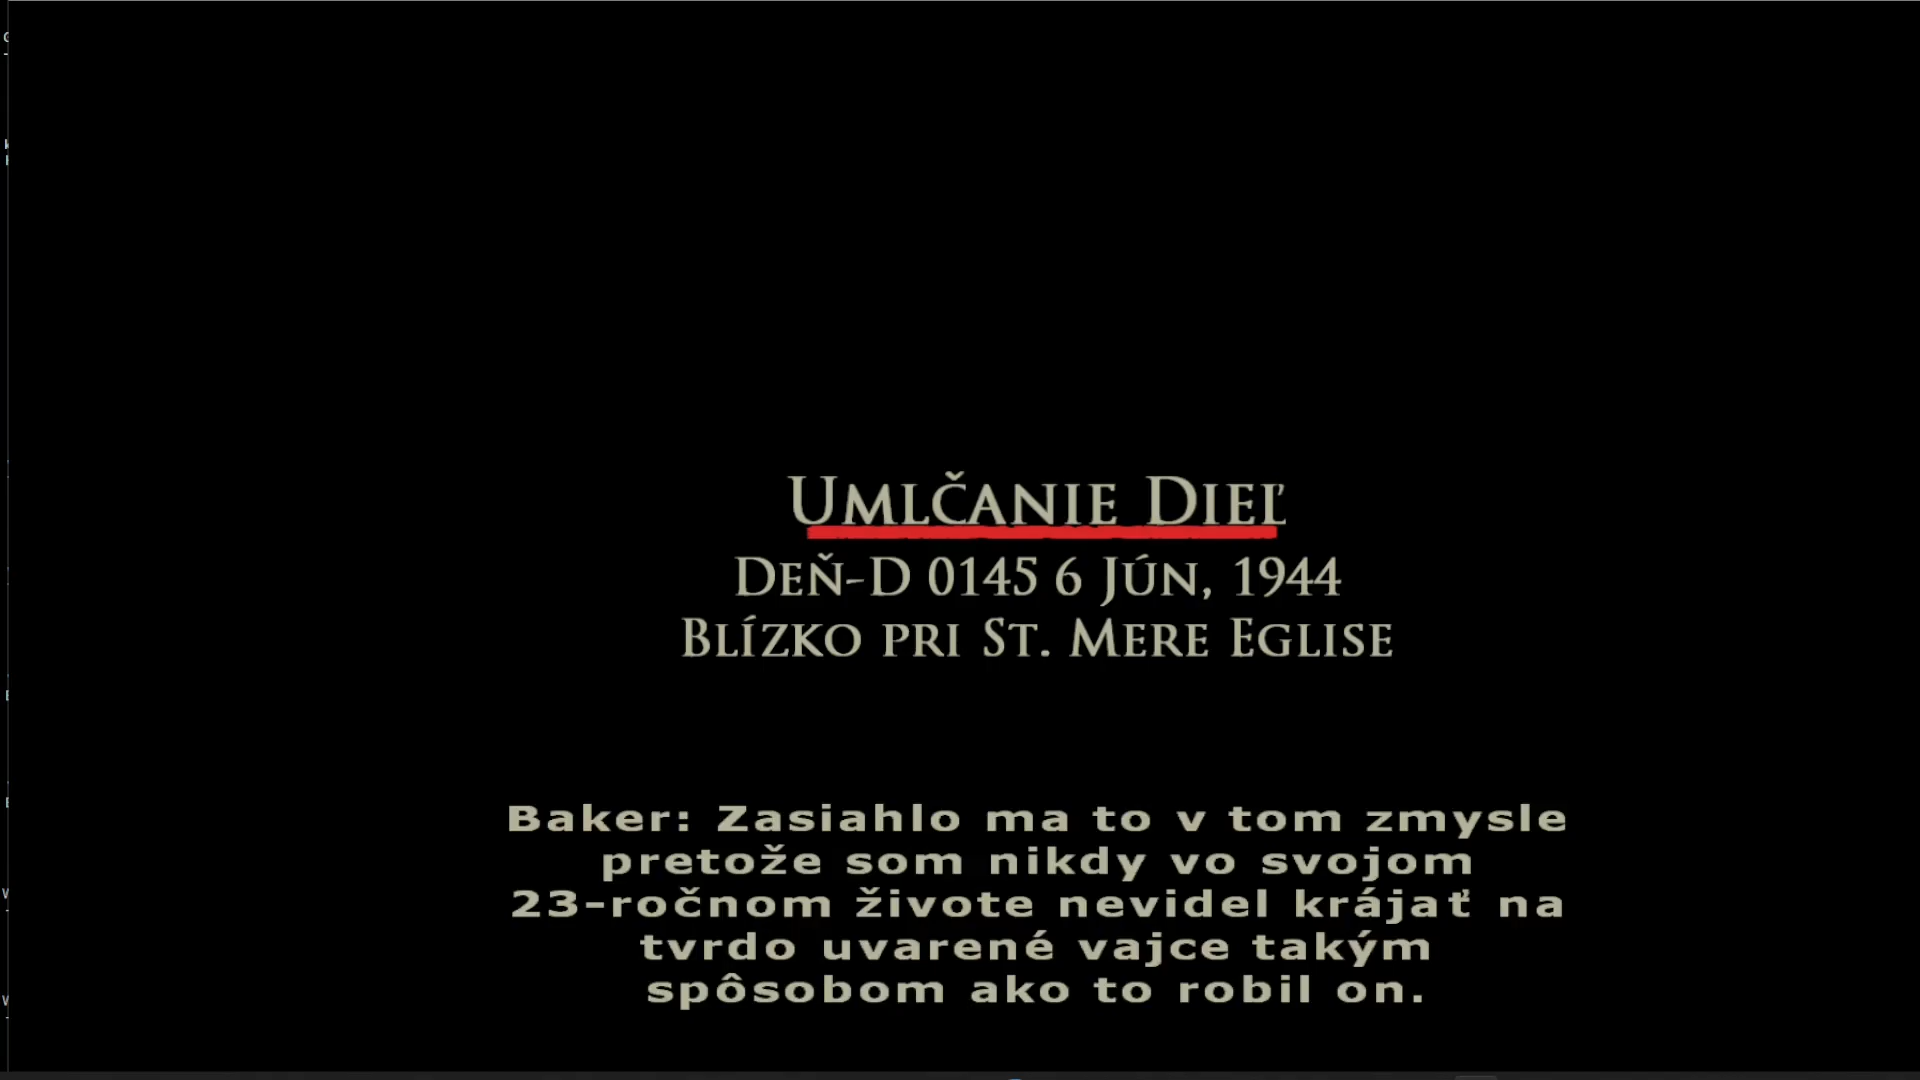 Umlčanie Dieľ
Deň-D 0145 6 Jún, 1944
Blízko pri St. Mere Eglise
Baker: Zasiahlo ma to v tom zmysle
pretože som nikdy vo svojom
23-ročnom živote nevidel krájať na
tvrdo uvarené vajce takým
spôsobom ako to robil on.